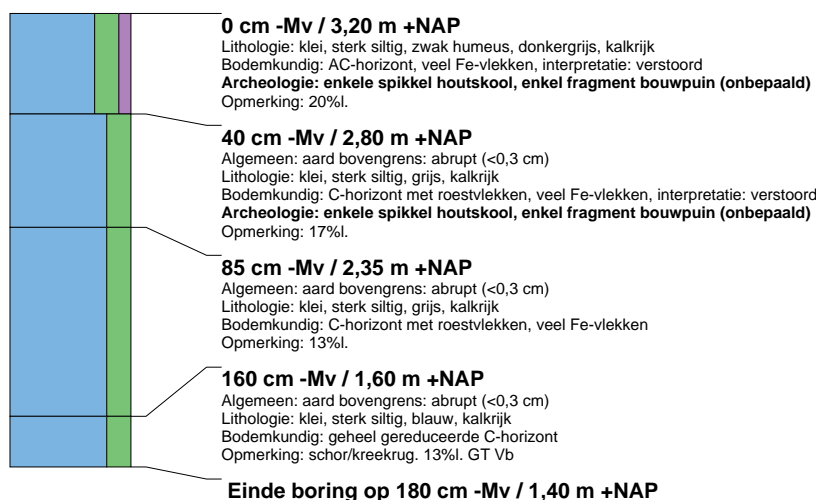 0 cm -Mv / 3,20 m +NAP
Lithologie: klei, sterk siltig, zwak humeus, donkergrijs, kalkrijk
Bodemkundig: AC-horizont, veel Fe-vlekken, interpretatie: verstoord
Archeologie: enkele spikkel houtskool, enkel fragment bouwpuin (onbepaald)
Opmerking: 20%l.
40 cm -Mv / 2,80 m +NAP
Algemeen: aard bovengrens: abrupt (<0,3 cm)
Lithologie: klei, sterk siltig, grijs, kalkrijk
Bodemkundig: C-horizont met roestvlekken, veel Fe-vlekken, interpretatie: verstoord
Archeologie: enkele spikkel houtskool, enkel fragment bouwpuin (onbepaald)
Opmerking: 17%l.
85 cm -Mv / 2,35 m +NAP
Algemeen: aard bovengrens: abrupt (<0,3 cm)
Lithologie: klei, sterk siltig, grijs, kalkrijk
Bodemkundig: C-horizont met roestvlekken, veel Fe-vlekken
Opmerking: 13%l.
160 cm -Mv / 1,60 m +NAP
Algemeen: aard bovengrens: abrupt (<0,3 cm)
Lithologie: klei, sterk siltig, blauw, kalkrijk
Bodemkundig: geheel gereduceerde C-horizont
Opmerking: schor/kreekrug. 13%l. GT Vb
Einde boring op 180 cm -Mv / 1,40 m +NAP